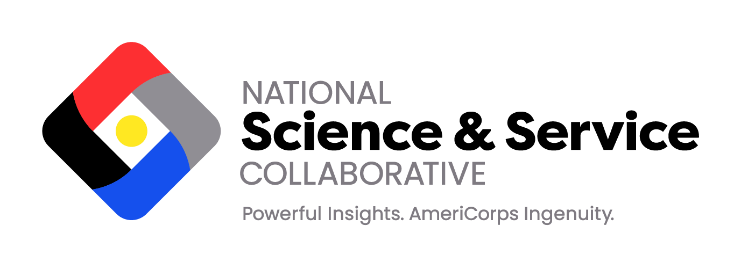 NATIONAL
Science & Service
COLLABORATIVE
Powerful Insights. AmeriCorps Ingenuity.